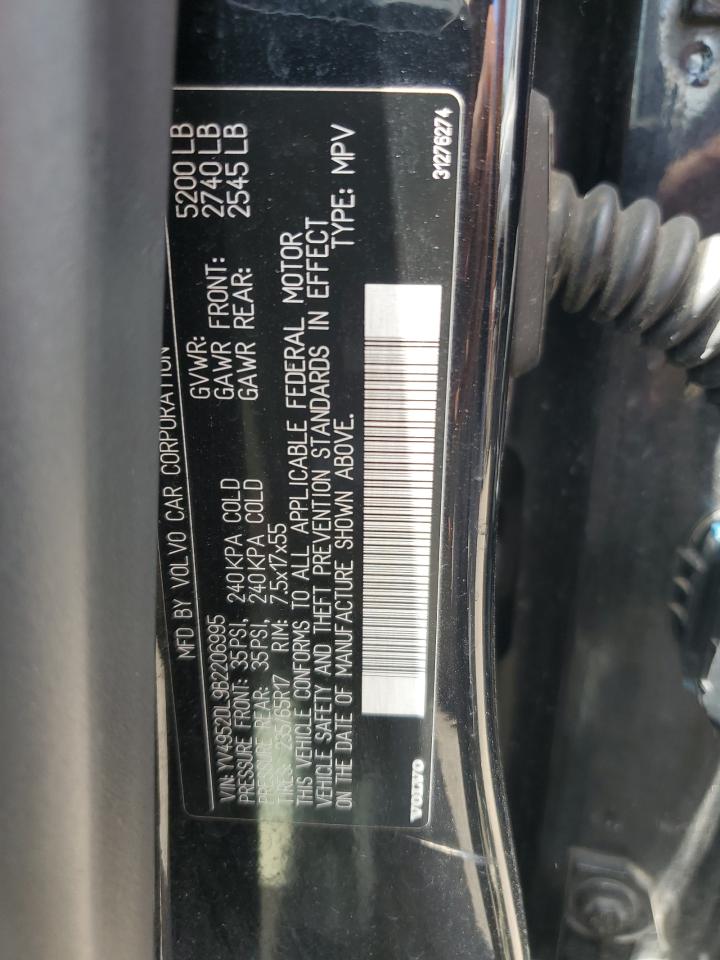 MFD BY VOLVO CAR CORPORATION
VIN: YV4952DL9B2206995
PRESSURE FRONT: 35PSI, 240KPA COLD
PRESSURE REAR: 35PSI, 240KPA COLD
TIRES: 235/65R17 RIM: 7.5x17x55
GVWR: 5200 LB
GAWR FRONT: 2740 LB
GAWR REAR: 2545 LB
THIS VEHICLE CONFORMS TO ALL APPLICABLE FEDERAL MOTOR
VEHICLE SAFETY AND THEFT PREVENTION STANDARDS IN EFFECT
ON THE DATE OF MANUFACTURE SHOWN ABOVE. TYPE: MPV
VOLVO
31276274